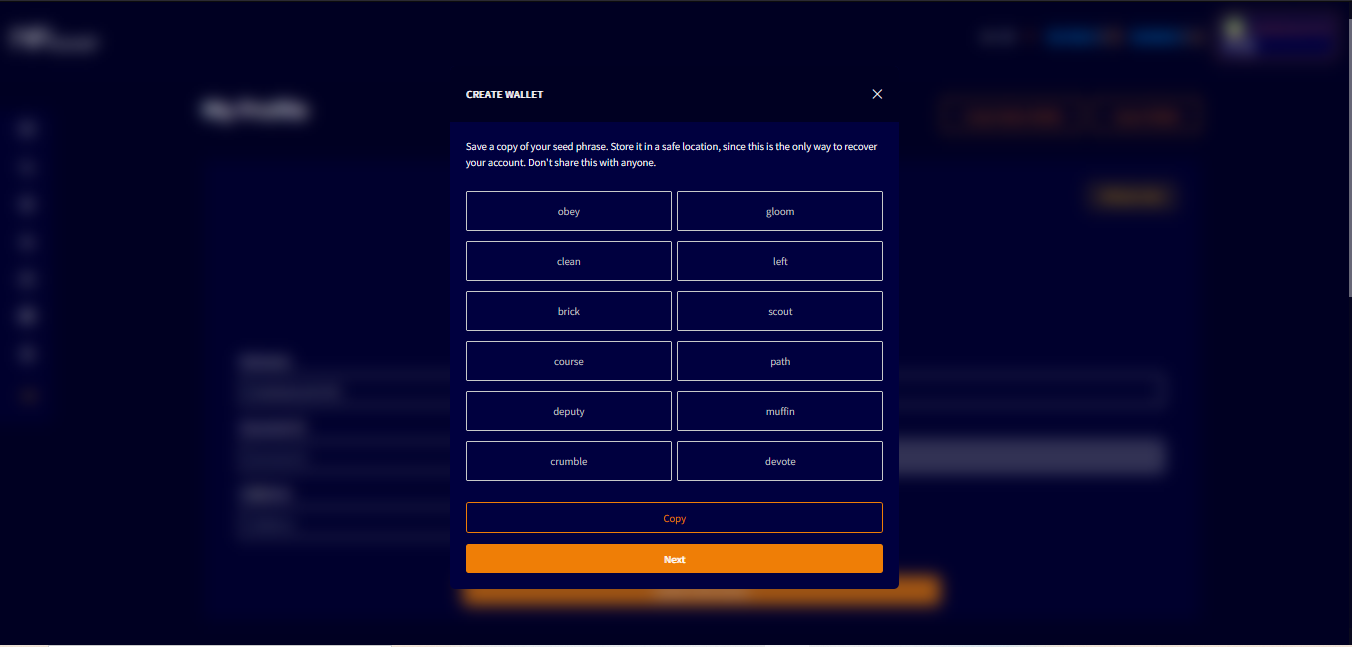 My Profile
CREATE WALLET
Save a copy of your seed phrase. Store it in a safe location, since this is the only way to recover
your account. Don't share this with anyone.
obey gloom
clean left
brick scout
course path
deputy muffin
crumble devote
Copy
Next